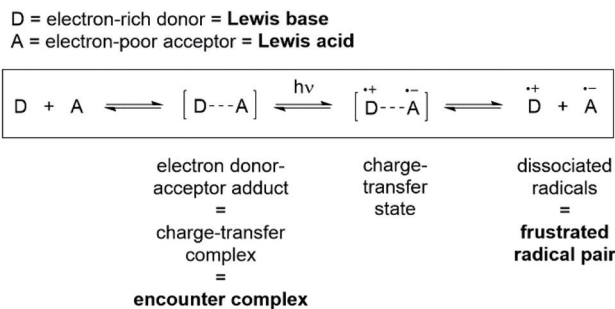 D = electron-rich donor = Lewis base
A = electron-poor acceptor = Lewis acid
D + A [D---A] hν [D•+---A•−] D•+ + A•−
electron donor-
acceptor adduct
=
charge-transfer
complex
=
encounter complex
charge-
transfer
state
dissociated
radicals
=
frustrated
radical pair